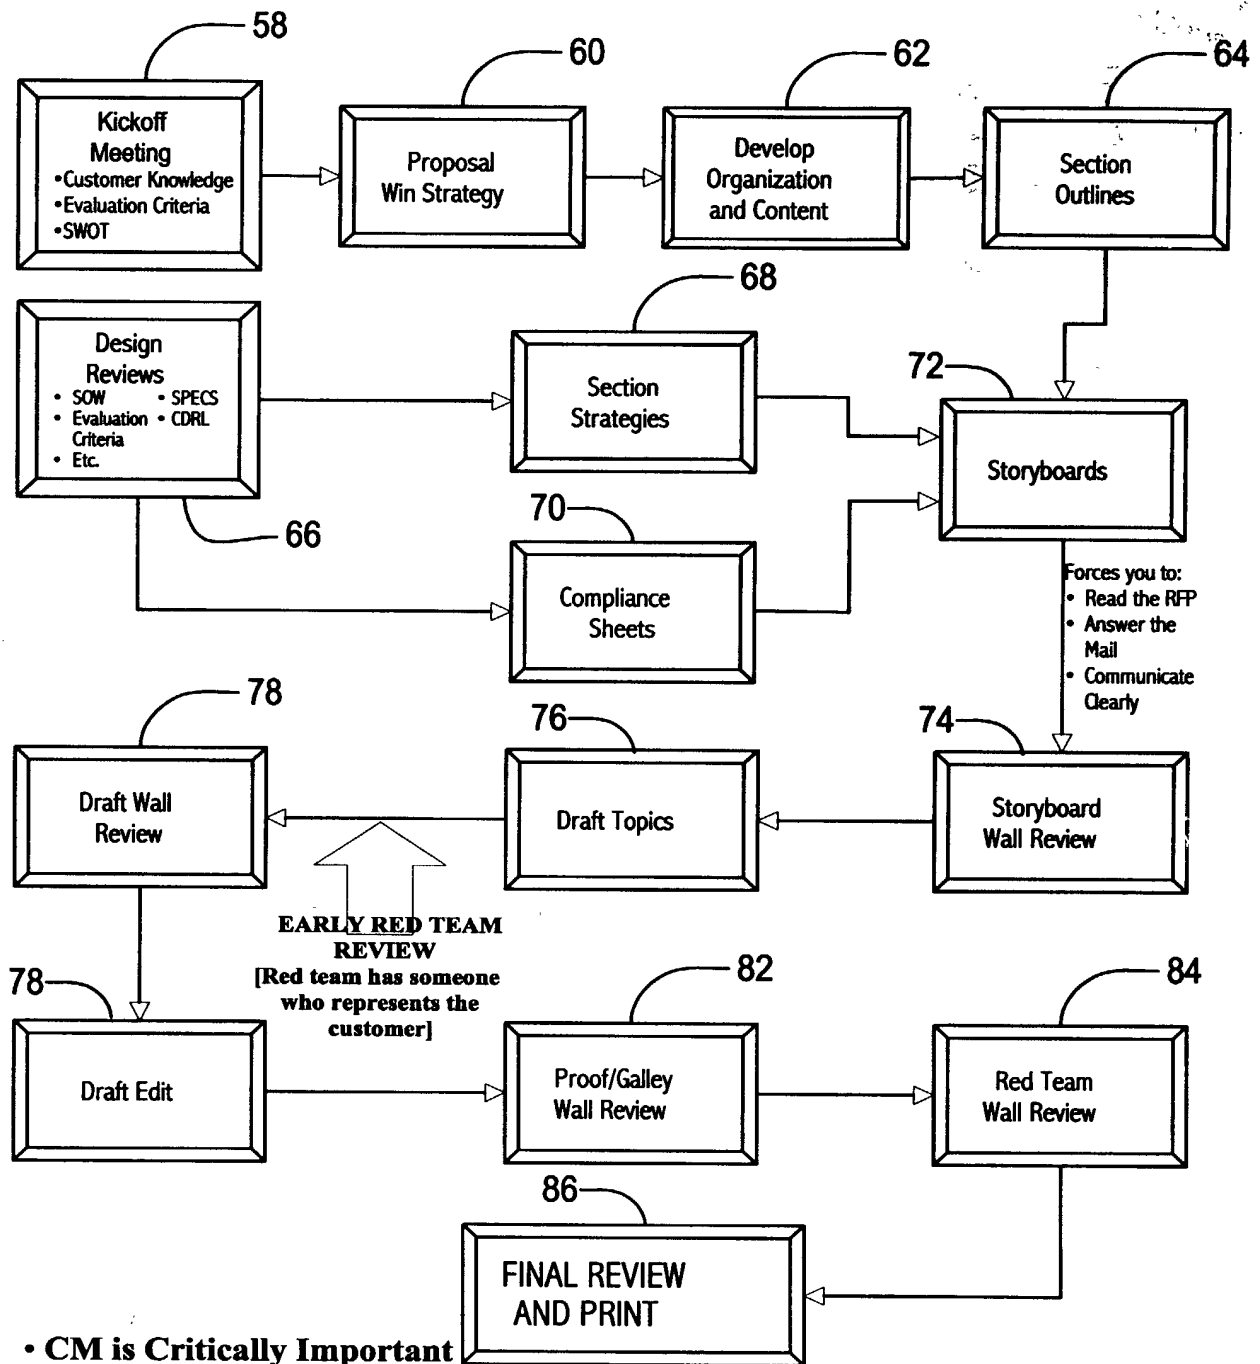 58
60
62
64
Kickoff
Meeting
•Customer Knowledge
•Evaluation Criteria
•SWOT
Proposal
Win Strategy
Develop
Organization
and Content
Section
Outlines
Design
Reviews
• SOW • SPECS
• Evaluation • CDRL
Criteria
• Etc.
66
68
Section
Strategies
70
Compliance
Sheets
72
Storyboards
Forces you to:
• Read the RFP
• Answer the
Mail
• Communicate
Clearly
74
Storyboard
Wall Review
76
Draft Topics
78
Draft Wall
Review
EARLY RED TEAM
REVIEW
[Red team has someone
who represents the
customer]
78
Draft Edit
82
Proof/Galley
Wall Review
84
Red Team
Wall Review
86
FINAL REVIEW
AND PRINT
• CM is Critically Important